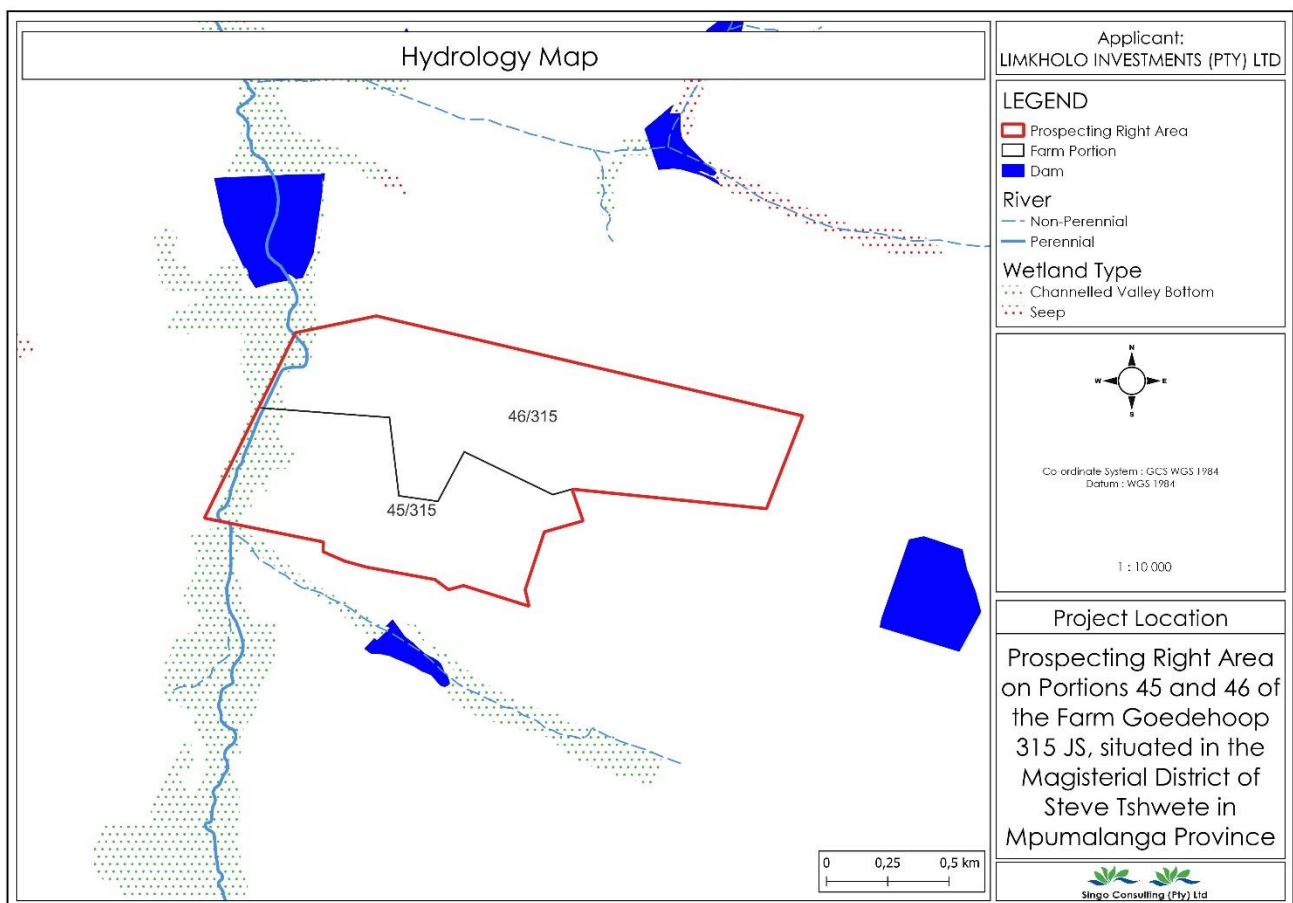 Hydrology Map
46/315
45/315
0 0,25 0,5 km
Applicant:
LIMKHOLO INVESTMENTS (PTY) LTD
LEGEND
Prospecting Right Area
Farm Portion
Dam
River
Non-Perennial
Perennial
Wetland Type
Channelled Valley Bottom
Seep
N
W E
S
Co-ordinate System : GCS WGS 1984
Datum : WGS 1984
1 : 10 000
Project Location
Prospecting Right Area
on Portions 45 and 46 of
the Farm Goedehoop
315 JS, situated in the
Magisterial District of
Steve Tshwete in
Mpumalanga Province
Singo Consulting (Pty) Ltd